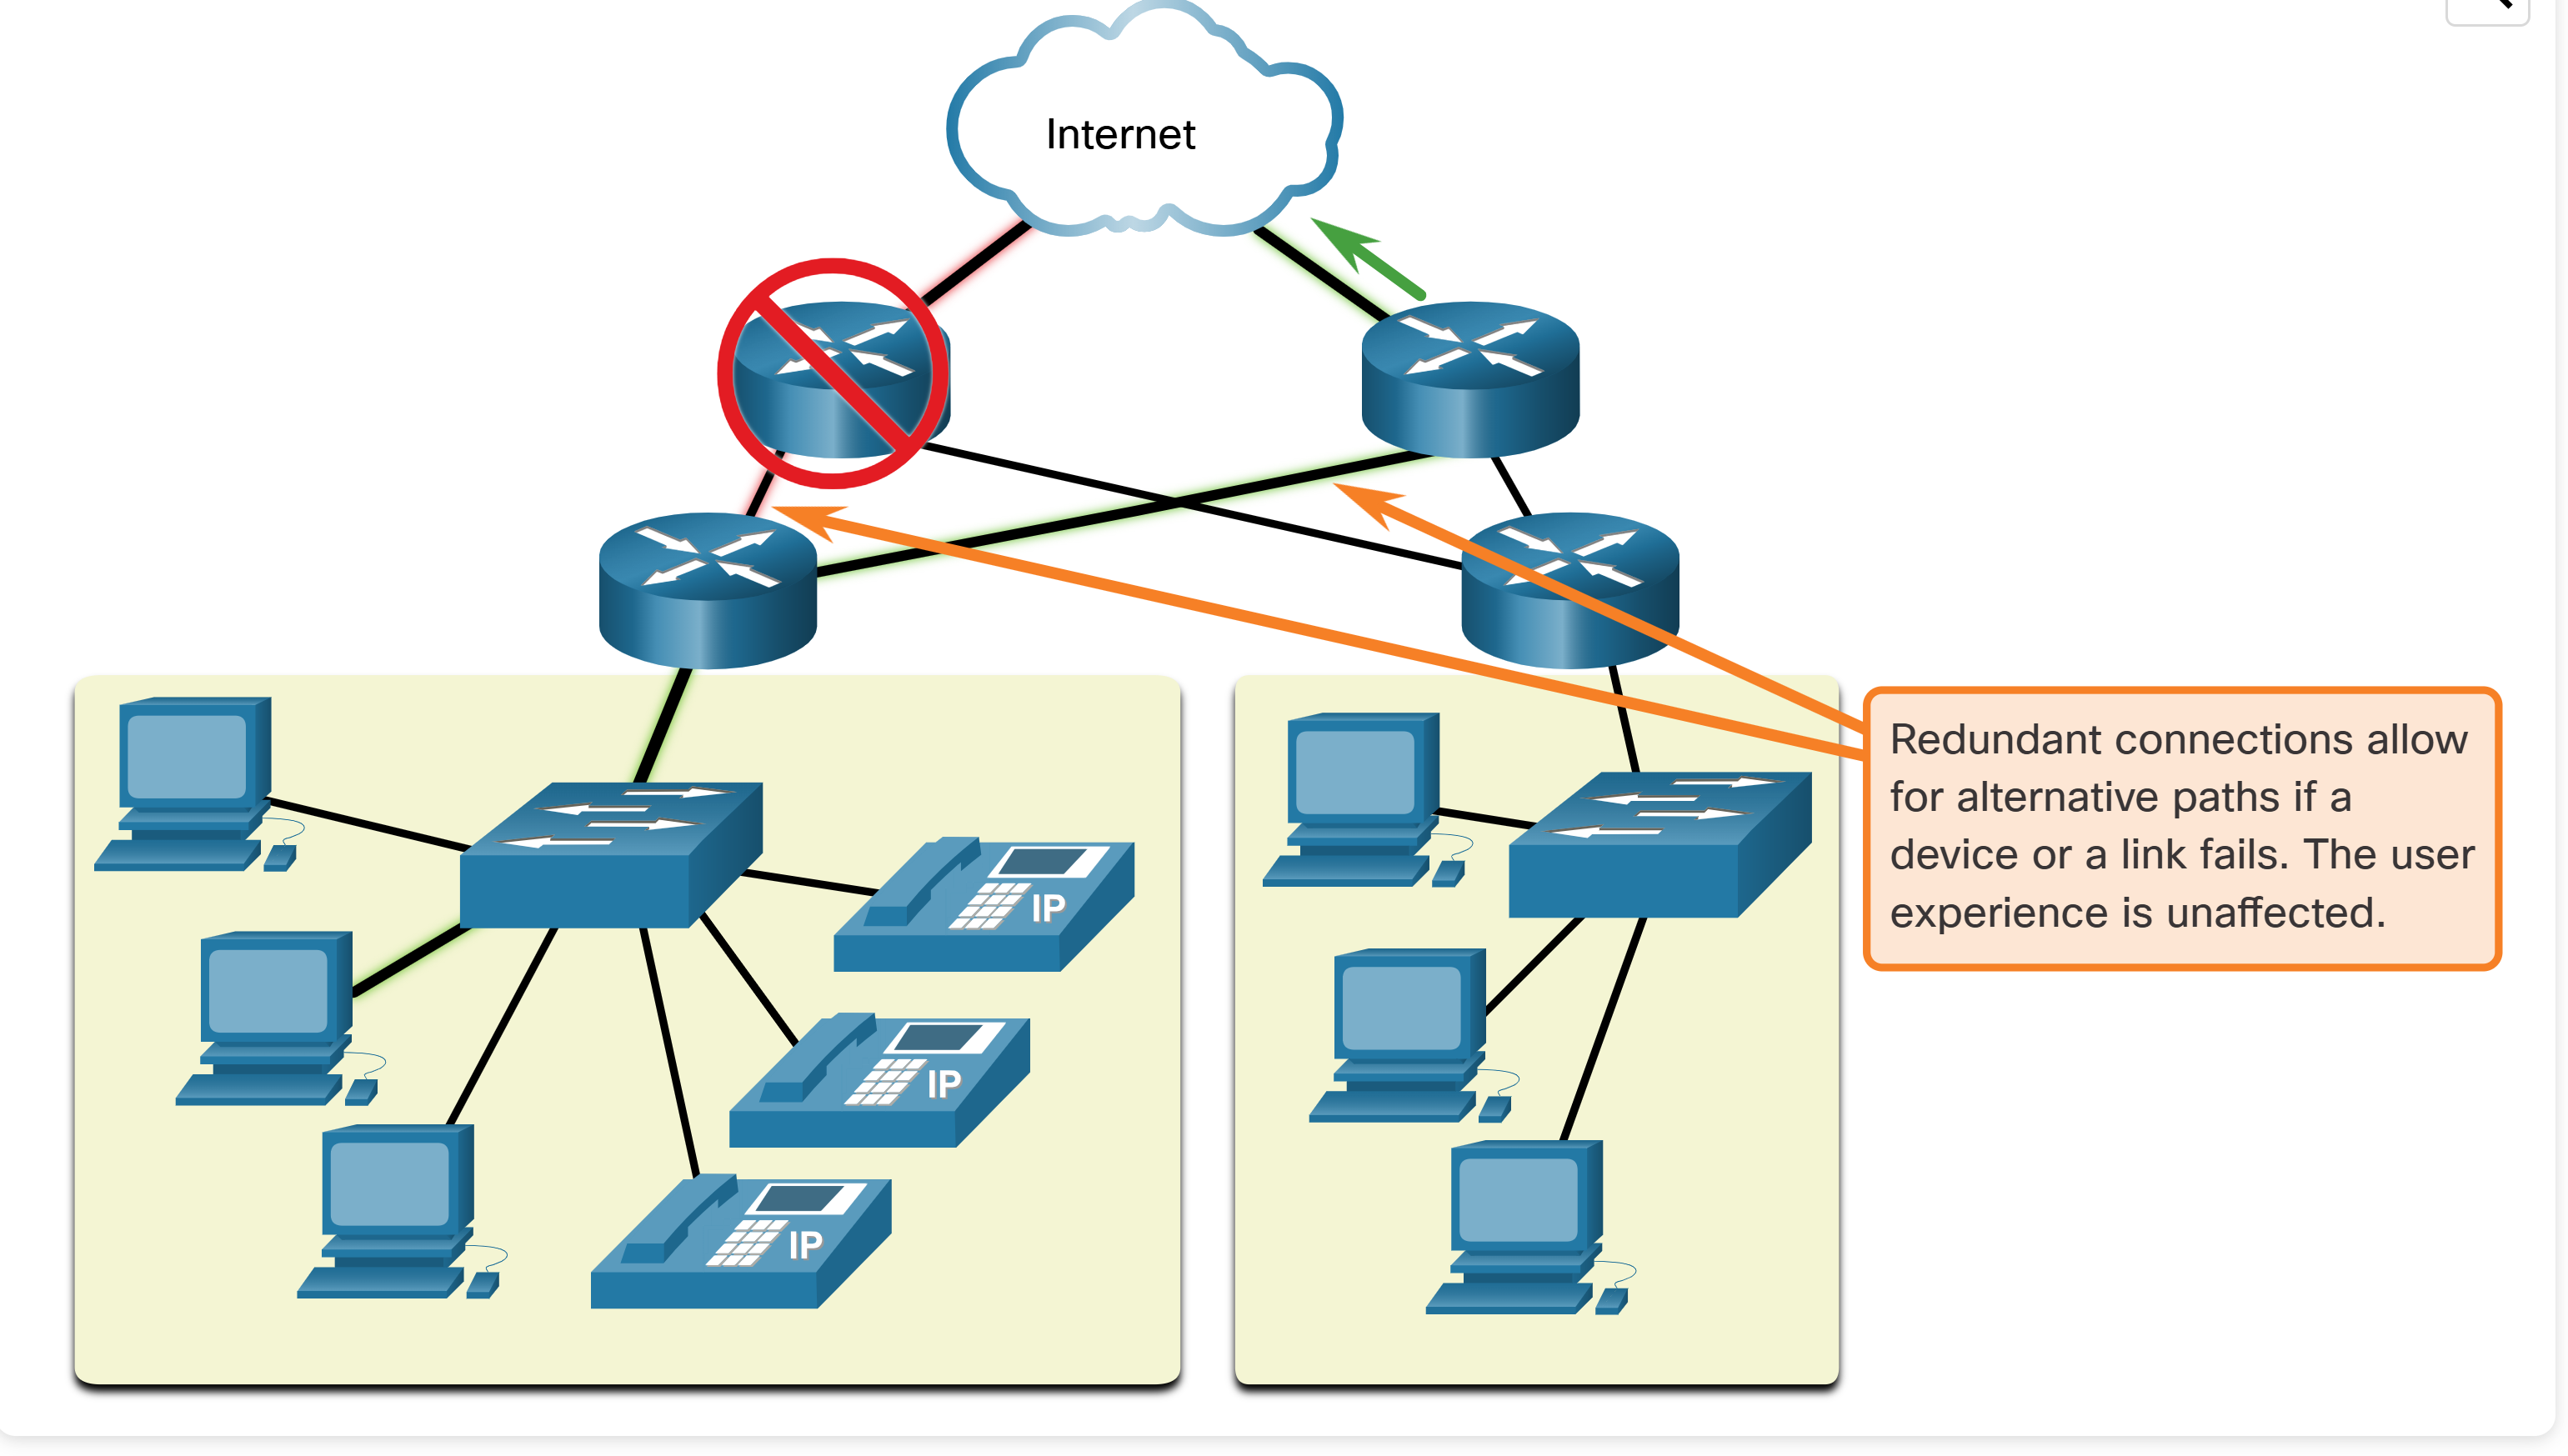 Internet
Redundant connections allow
for alternative paths if a
device or a link fails. The user
experience is unaffected.
IP
IP
IP